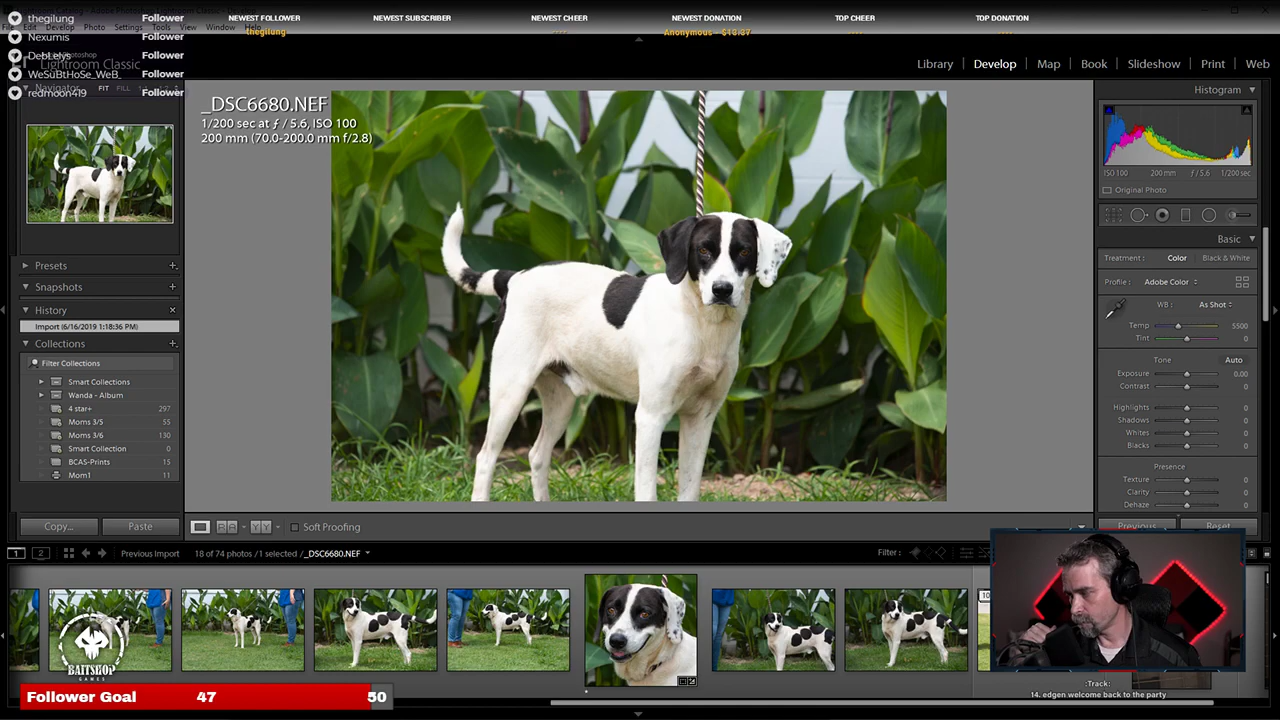 thegilung Follower
Nexumis Follower
DebLelys Follower
WeSuBtHoSe_WeB_ Follower
redmoon419 Follower
NEWEST FOLLOWER
thegilung
NEWEST SUBSCRIBER
NEWEST CHEER
NEWEST DONATION
Anonymous - $18.87
TOP CHEER
TOP DONATION
Lightroom Classic
Library | Develop | Map | Book | Slideshow | Print | Web
Navigator FIT FILL
_DSC6680.NEF
1/200 sec at ƒ / 5.6, ISO 100
200 mm (70.0-200.0 mm f/2.8)
Presets
Snapshots
History
Import (6/16/2019 1:18:36 PM)
Collections
Filter Collections
Smart Collections
Wanda - Album
4 star+ 297
Moms 3/5 55
Moms 3/6 130
Smart Collection 0
BCAS-Prints 15
Mom1 11
Copy... Paste
Histogram
ISO 100 200 mm ƒ / 5.6 1/200 sec
Original Photo
Basic
Treatment : Color Black & White
Profile : Adobe Color
WB : As Shot
Temp 5500
Tint 0
Tone Auto
Exposure 0.00
Contrast 0
Highlights 0
Shadows 0
Whites 0
Blacks 0
Presence
Texture 0
Clarity 0
Dehaze 0
Previous Reset
Soft Proofing
1 2 Previous Import 18 of 74 photos / 1 selected / _DSC6680.NEF
Filter :
BAITSHOP
GAMES
Follower Goal 47 50
:Track:
14. edgen welcome back to the party